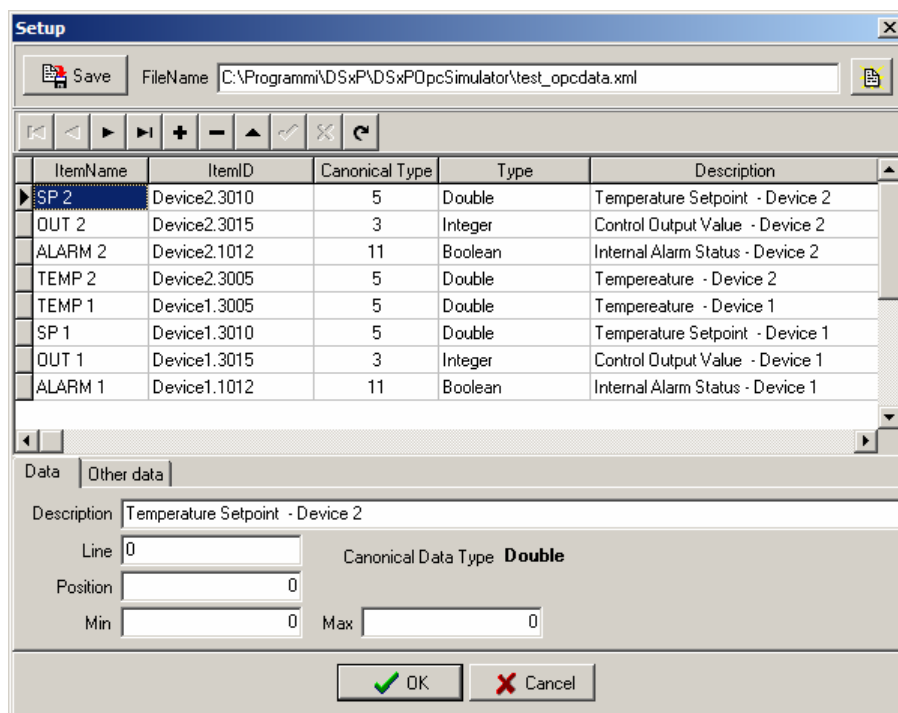 Setup
Save FileName C:\Programmi\DSxP\DSxPOpcSimulator\test_opcdata.xml
ItemName ItemID Canonical Type Type Description
SP 2 Device2.3010 5 Double Temperature Setpoint - Device 2
OUT 2 Device2.3015 3 Integer Control Output Value - Device 2
ALARM 2 Device2.1012 11 Boolean Internal Alarm Status - Device 2
TEMP 2 Device2.3005 5 Double Tempereature - Device 2
TEMP 1 Device1.3005 5 Double Tempereature - Device 1
SP 1 Device1.3010 5 Double Temperature Setpoint - Device 1
OUT 1 Device1.3015 3 Integer Control Output Value - Device 1
ALARM 1 Device1.1012 11 Boolean Internal Alarm Status - Device 1
Data Other data
Description Temperature Setpoint - Device 2
Line 0 Canonical Data Type Double
Position 0
Min 0 Max 0
OK Cancel